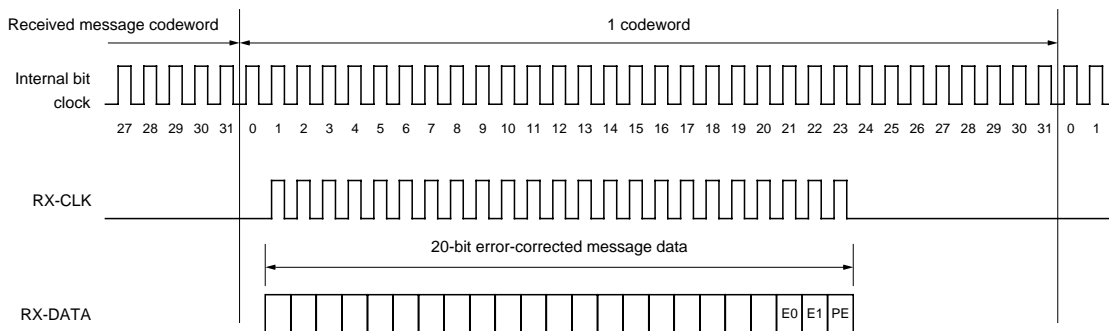 Received message codeword
1 codeword
Internal bit clock
27 28 29 30 31 0 1 2 3 4 5 6 7 8 9 10 11 12 13 14 15 16 17 18 19 20 21 22 23 24 25 26 27 28 29 30 31 0 1
RX-CLK
20-bit error-corrected message data
RX-DATA
E0 E1 PE